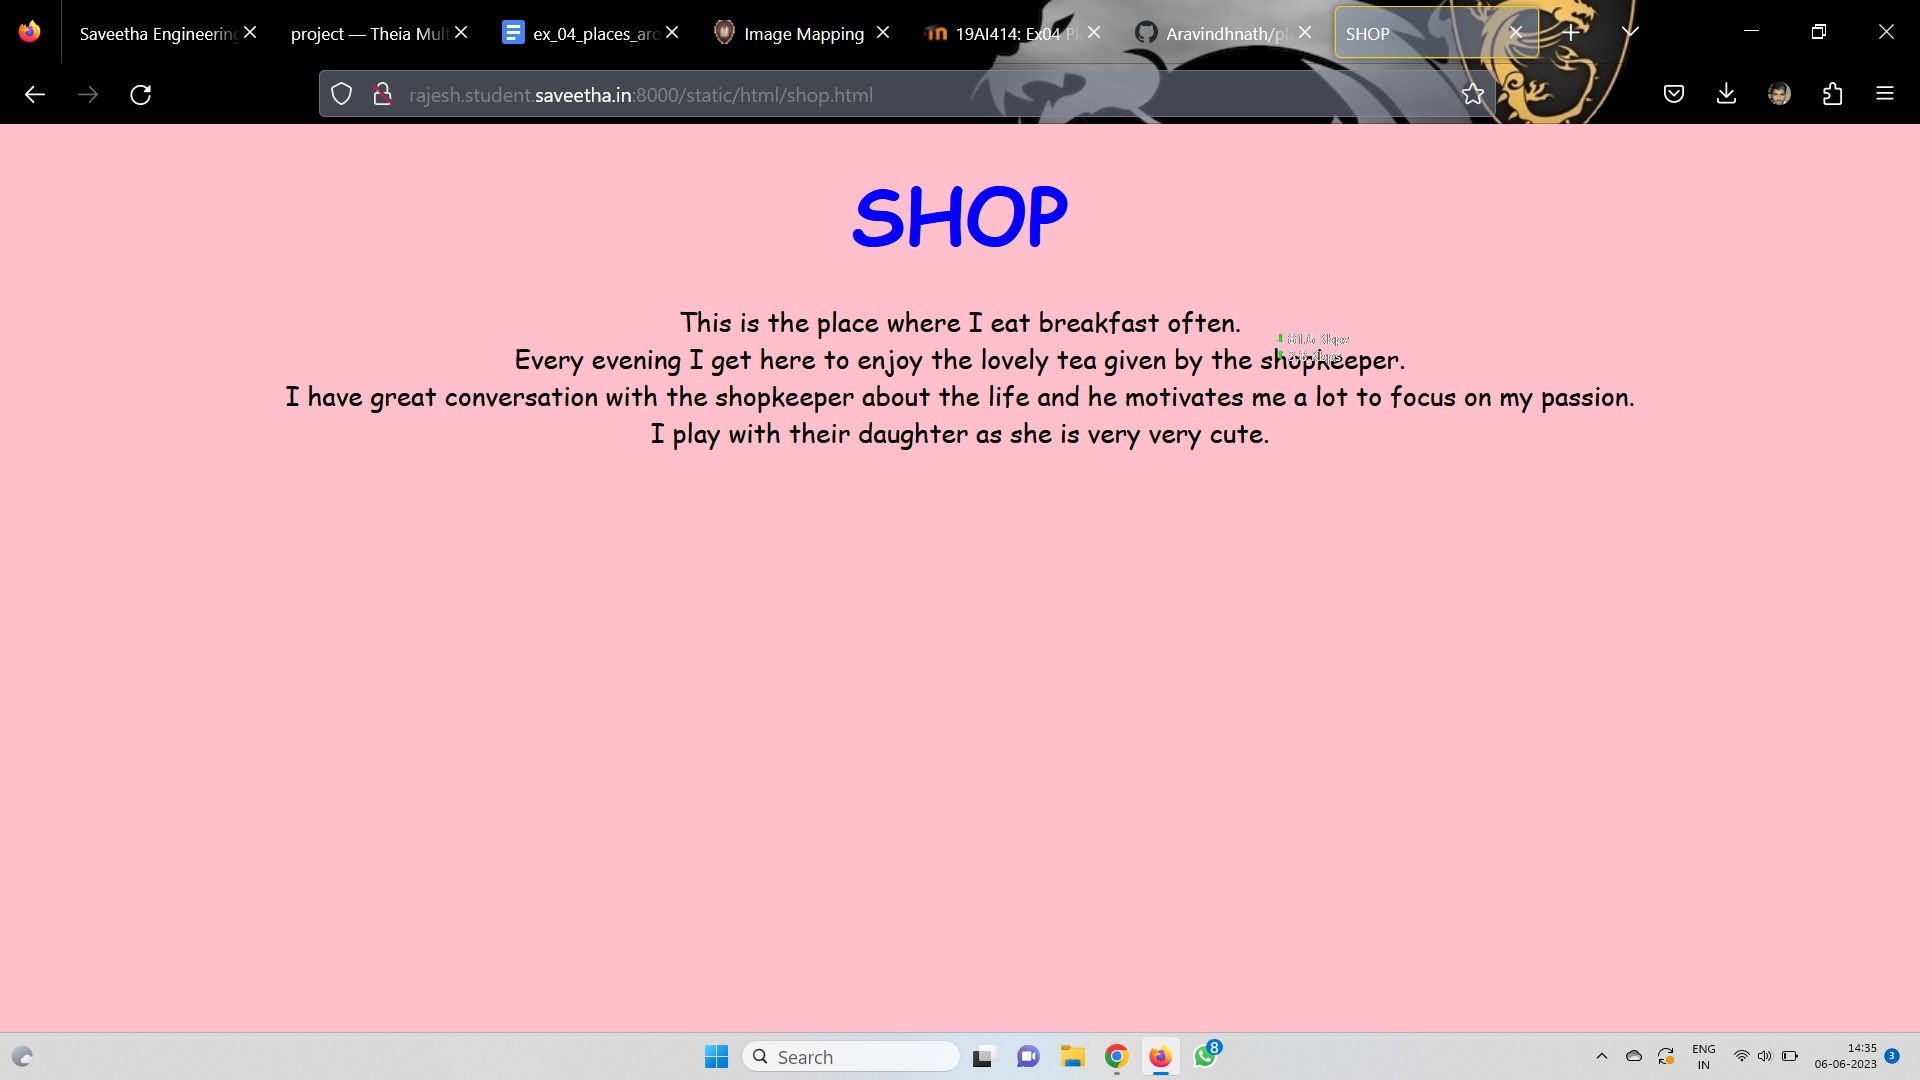 Saveetha Engineering
project — Theia Mult
ex_04_places_aro
Image Mapping
19AI414: Ex04 Pl
Aravindhnath/pl
SHOP
rajesh.student.saveetha.in:8000/static/html/shop.html
SHOP
This is the place where I eat breakfast often.
Every evening I get here to enjoy the lovely tea given by the shopkeeper.
I have great conversation with the shopkeeper about the life and he motivates me a lot to focus on my passion.
I play with their daughter as she is very very cute.
Search
8
ENG
IN
14:35
06-06-2023
3